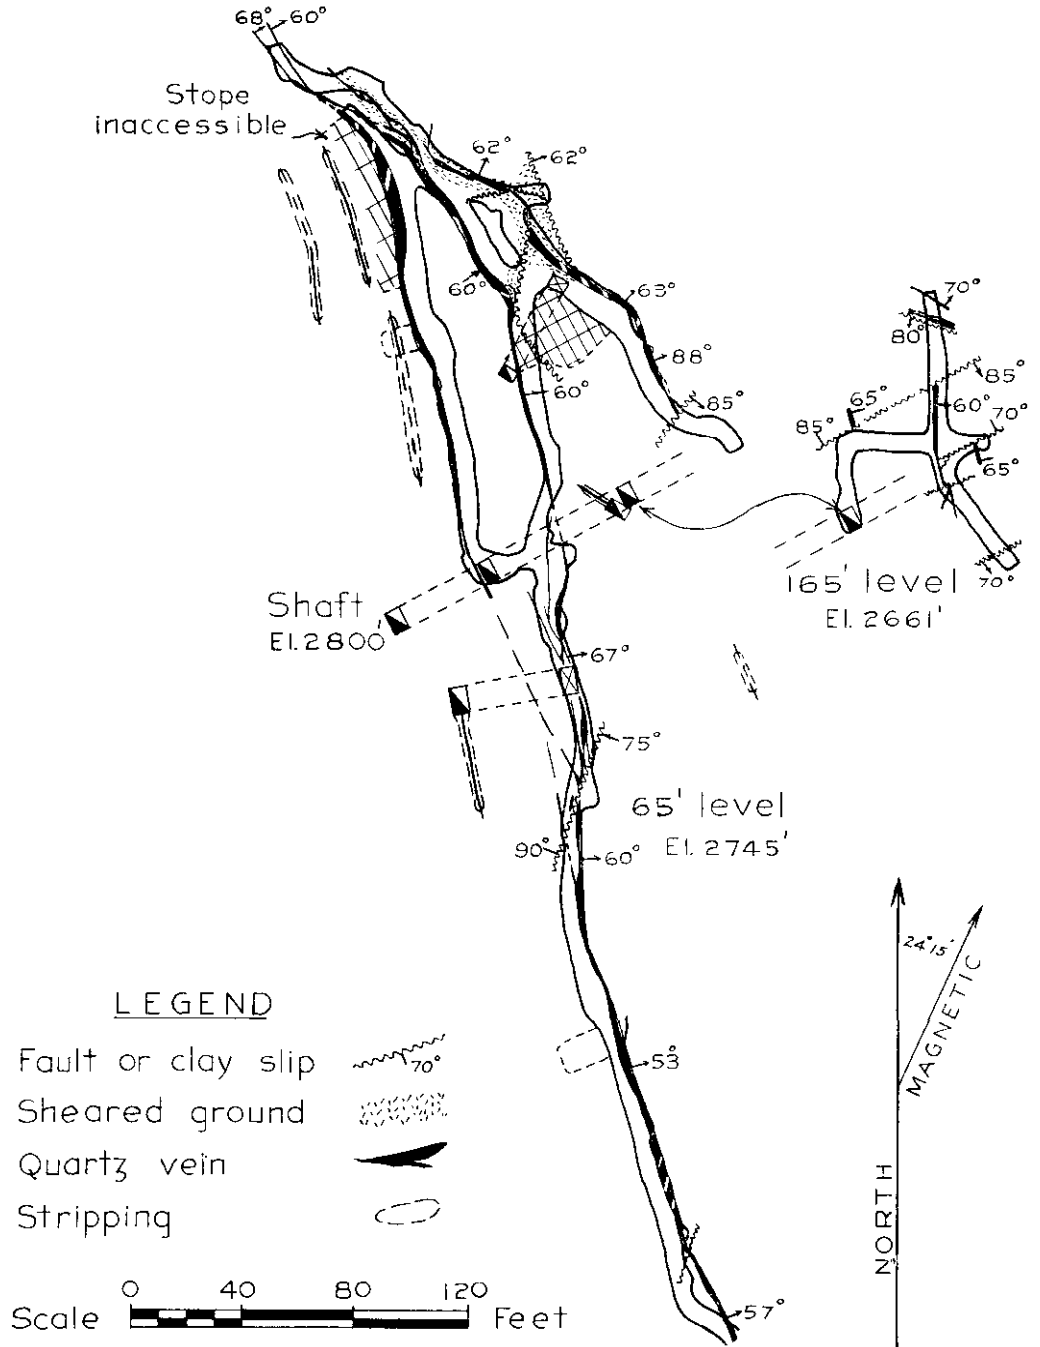 68° 60°
Stope
inaccessible
62°
62°
60°
63°
88°
60°
85°
70°
80°
85°
65°
60°
70°
85°
65°
70°
165' level
El. 2661'
Shaft
El. 2800'
67°
75°
65' level
El. 2745'
90°
60°
53°
57°
24°15'
MAGNETIC
NORTH
LEGEND
Fault or clay slip 70°
Sheared ground
Quartz vein
Stripping
0 40 80 120
Scale Feet